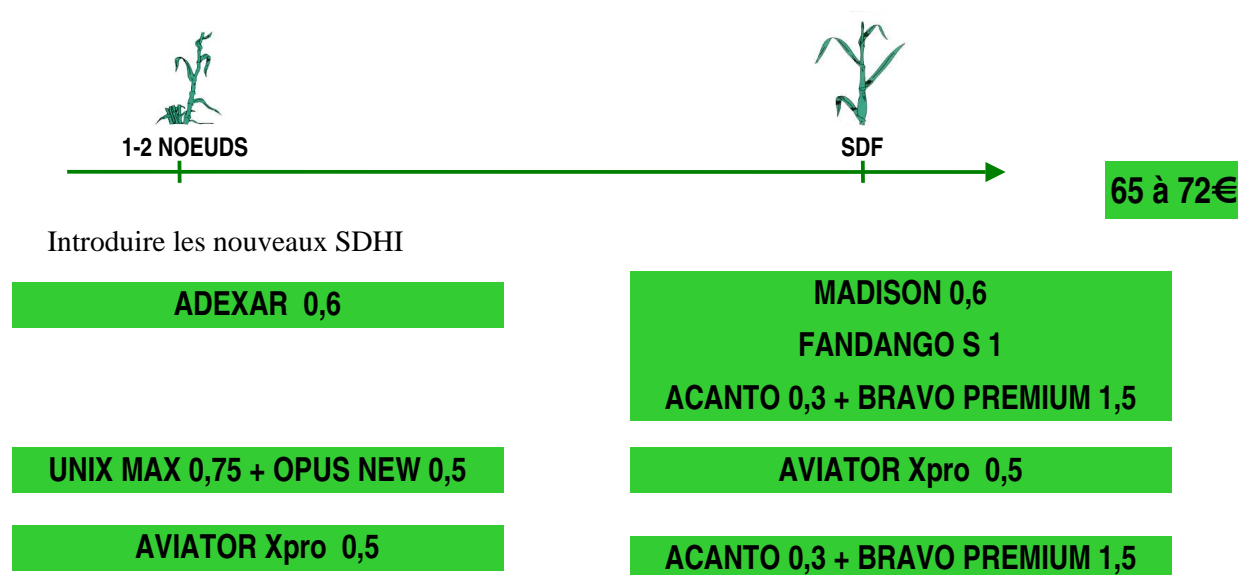 1-2 NOEUDS
SDF
65 à 72€
Introduire les nouveaux SDHI
ADEXAR 0,6
MADISON 0,6
FANDANGO S 1
ACANTO 0,3 + BRAVO PREMIUM 1,5
UNIX MAX 0,75 + OPUS NEW 0,5
AVIATOR Xpro 0,5
AVIATOR Xpro 0,5
ACANTO 0,3 + BRAVO PREMIUM 1,5